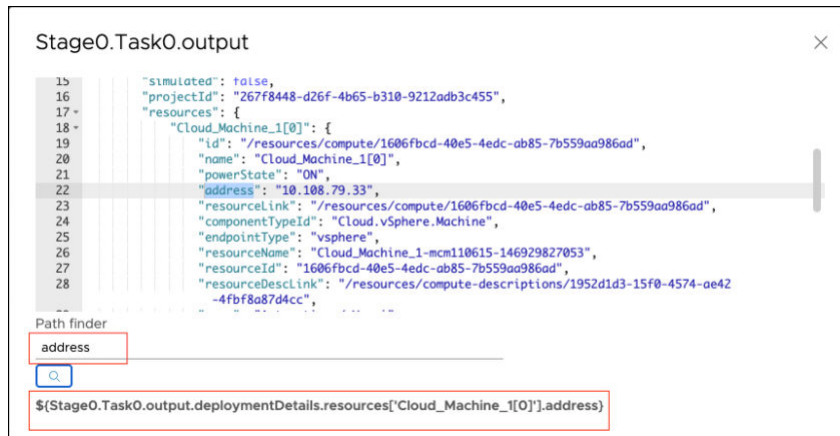 Stage0.Task0.output
15 "simulated": false,
16 "projectId": "267f8448-d26f-4b65-b310-9212adb3c455",
17 "resources": {
18 "Cloud_Machine_1[0]": {
19 "id": "/resources/compute/1606fbcd-40e5-4edc-ab85-7b559aa986ad",
20 "name": "Cloud_Machine_1[0]",
21 "powerState": "ON",
22 "address": "10.108.79.33",
23 "resourceLink": "/resources/compute/1606fbcd-40e5-4edc-ab85-7b559aa986ad",
24 "componentTypeId": "Cloud.vSphere.Machine",
25 "endpointType": "vsphere",
26 "resourceName": "Cloud_Machine_1-mcm110615-146929827053",
27 "resourceId": "1606fbcd-40e5-4edc-ab85-7b559aa986ad",
28 "resourceDescLink": "/resources/compute-descriptions/1952d1d3-15f0-4574-ae42
-4fbf8a87d4cc",
Path finder
address
${Stage0.Task0.output.deploymentDetails.resources['Cloud_Machine_1[0]'].address}